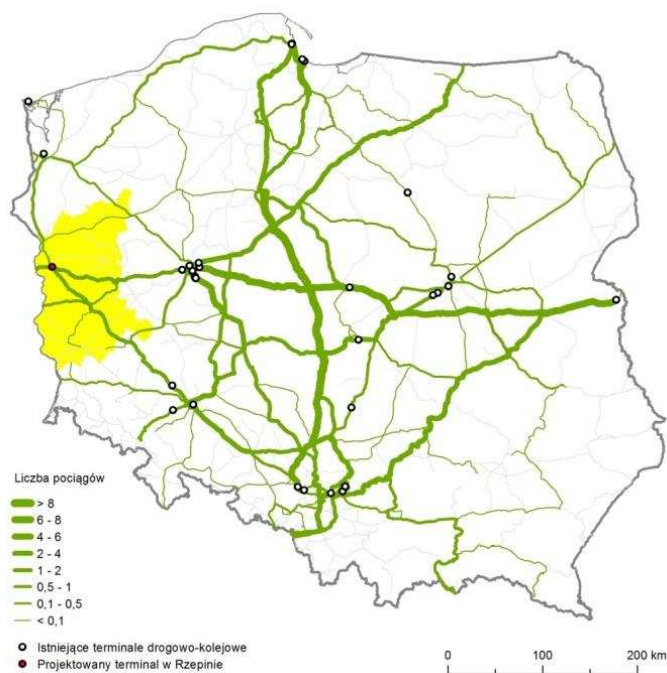 Liczba pociągów
> 8
6 - 8
4 - 6
2 - 4
1 - 2
0,5 - 1
0,1 - 0,5
< 0,1
Istniejące terminale drogowo-kolejowe
Projektowany terminal w Rzepinie
0 100 200 km